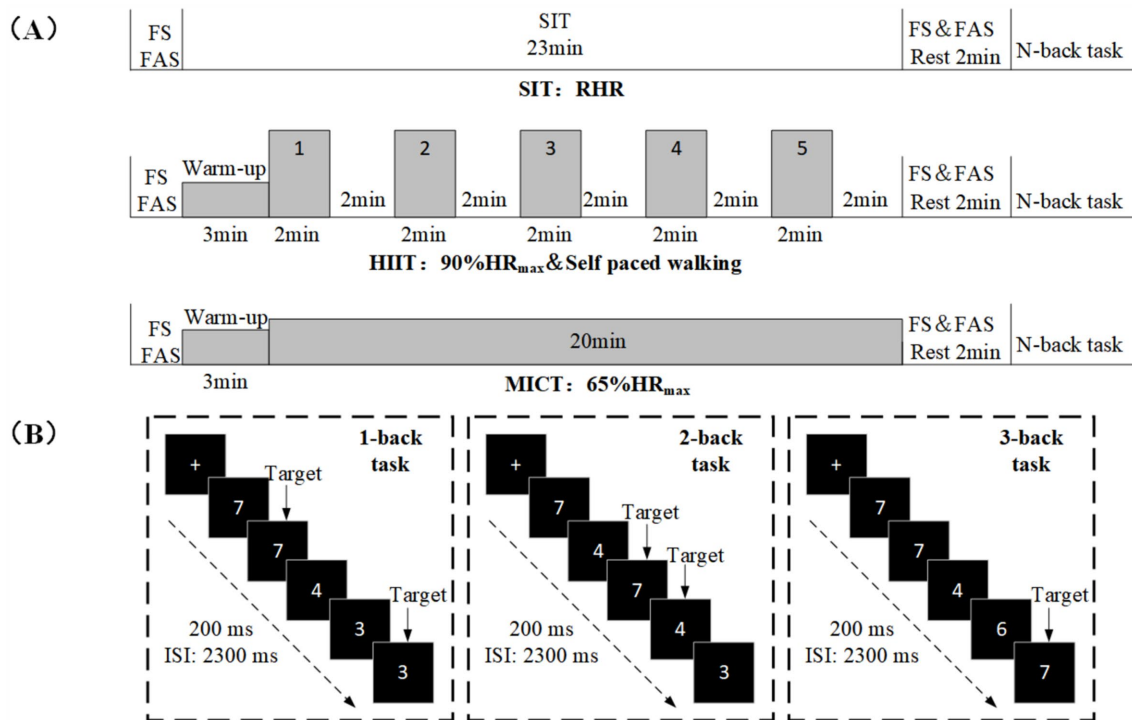 (A)
FS
FAS
SIT
23min
FS&FAS
Rest 2min
N-back task
SIT: RHR
FS
FAS
Warm-up
1
2
3
4
5
2min
2min
2min
2min
2min
FS&FAS
Rest 2min
N-back task
3min
2min
2min
2min
2min
2min
HIIT: 90%HRmax&Self paced walking
FS
FAS
Warm-up
20min
FS&FAS
Rest 2min
N-back task
3min
MICT: 65%HRmax
(B)
1-back
task
+
7
Target
7
4
3
Target
3
200 ms
ISI: 2300 ms
2-back
task
+
7
4
Target
7
Target
4
3
200 ms
ISI: 2300 ms
3-back
task
+
7
7
4
6
Target
7
200 ms
ISI: 2300 ms